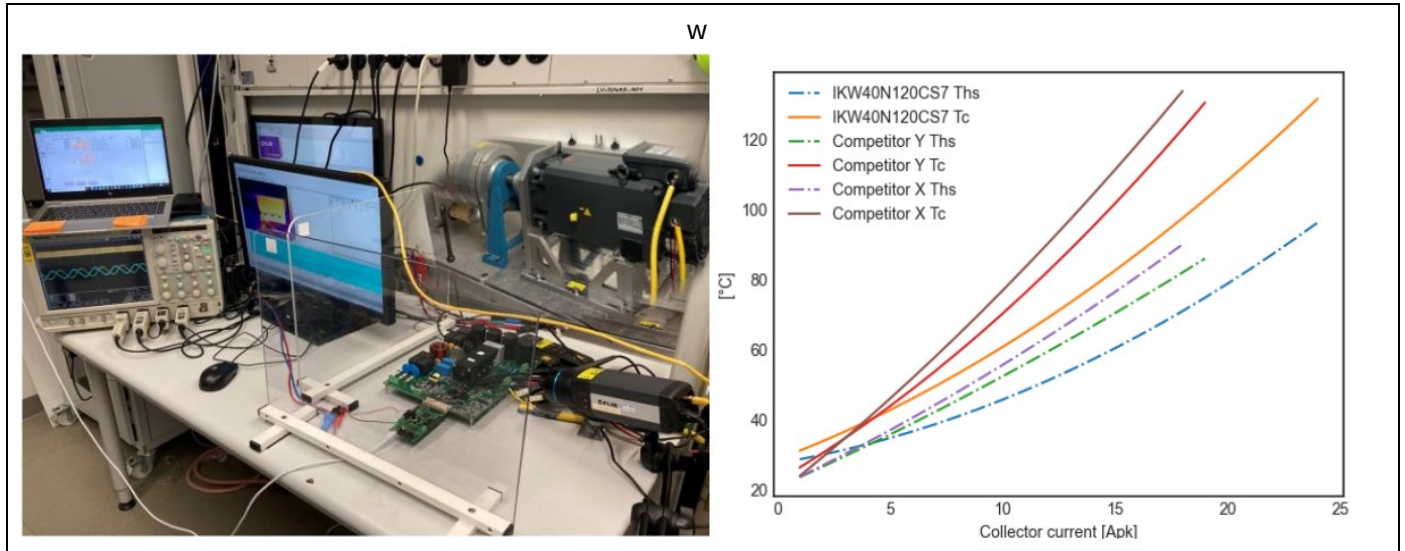 w
IKW40N120CS7 Ths
IKW40N120CS7 Tc
Competitor Y Ths
Competitor Y Tc
Competitor X Ths
Competitor X Tc
120
100
80
60
40
20
[°C]
0 5 10 15 20 25
Collector current [Apk]
FLIR